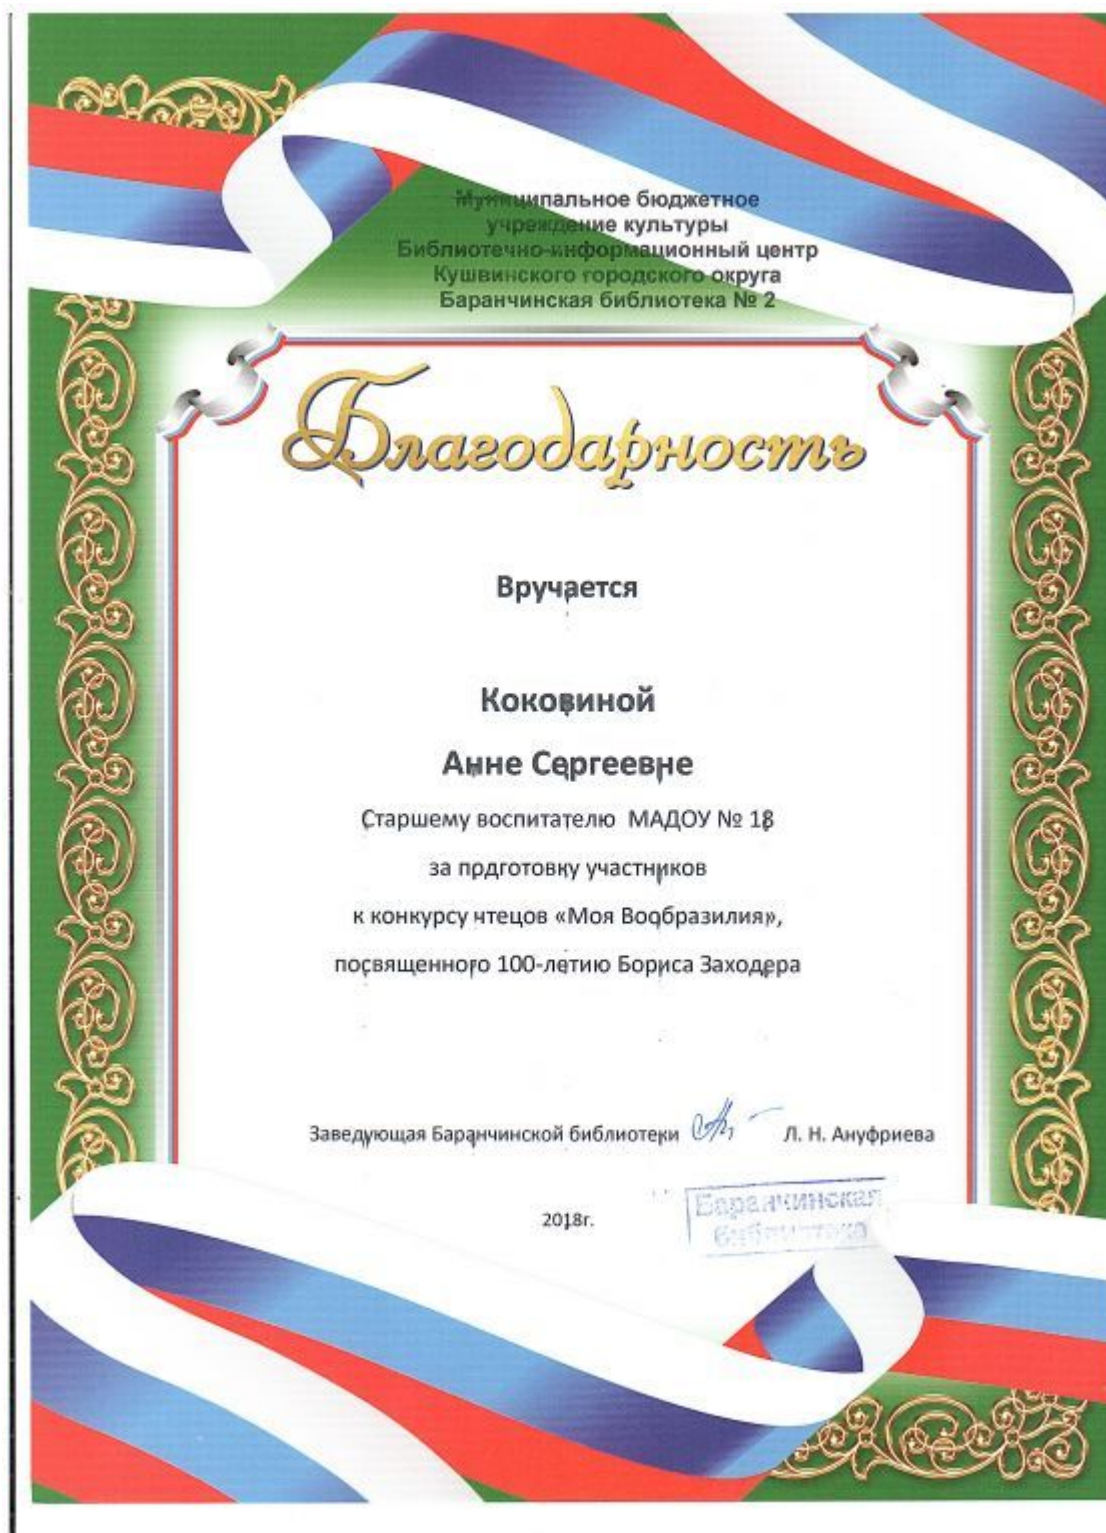 Муниципальное бюджетное
учреждение культуры
Библиотечно-информационный центр
Кушвинского городского округа
Баранчинская библиотека № 2
Благодарность
Вручается
Коковиной
Анне Сергеевне
Старшему воспитателю МАДОУ № 18
за подготовку участников
к конкурсу чтецов «Моя Вообразилия»,
посвященного 100-летию Бориса Заходера
Заведующая Баранчинской библиотеки Л. Н. Ануфриева
2018г.
Баранчинская
библиотека